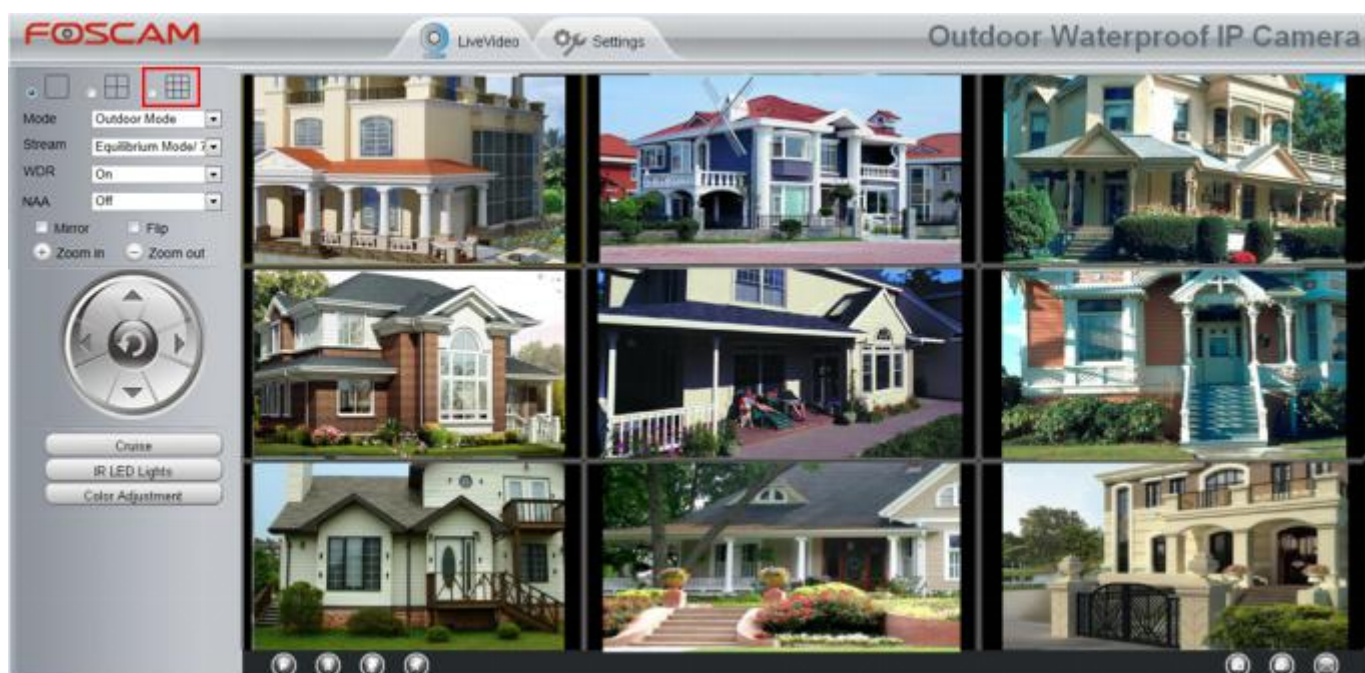 FOSCAM
LiveVideo
Settings
Outdoor Waterproof IP Camera
Mode
Outdoor Mode
Stream
Equilibrium Mode/ 7
WDR
On
NAA
Off
Mirror
Flip
Zoom in
Zoom out
Cruise
IR LED Lights
Color Adjustment